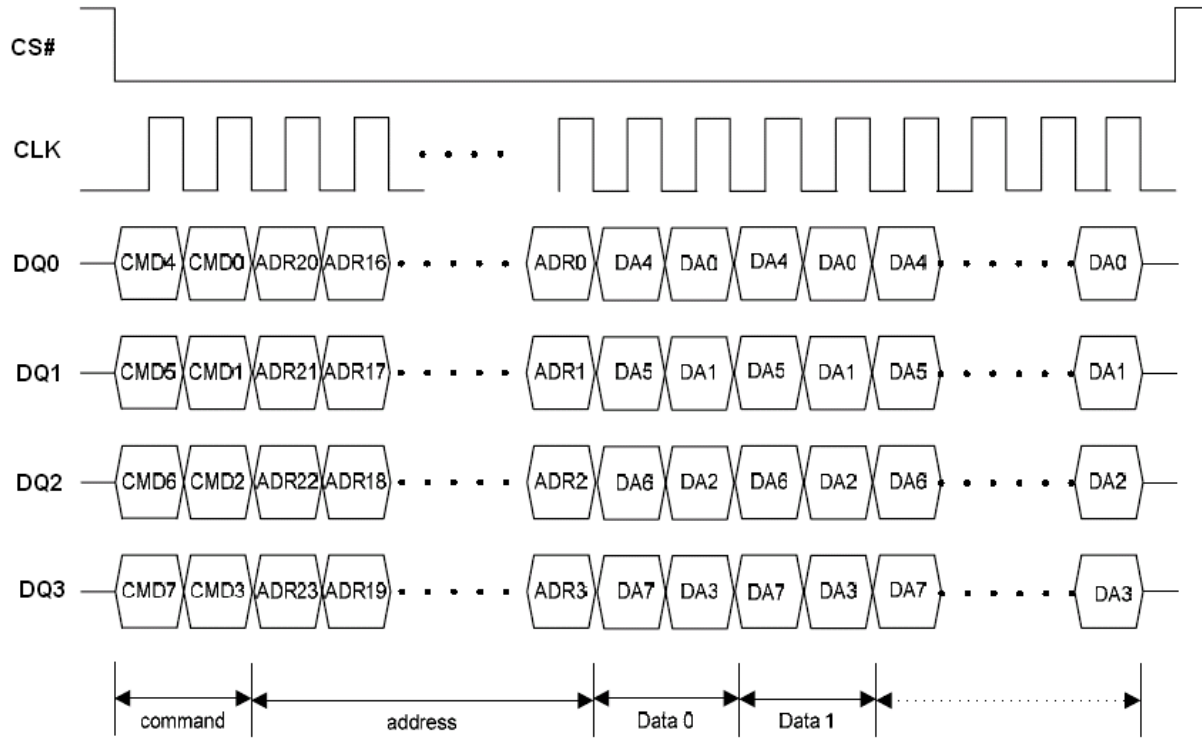 CS#
CLK
DQ0 CMD4 CMD0 ADR20 ADR16 ADR0 DA4 DA0 DA4 DA0 DA4 DA0
DQ1 CMD5 CMD1 ADR21 ADR17 ADR1 DA5 DA1 DA5 DA1 DA5 DA1
DQ2 CMD6 CMD2 ADR22 ADR18 ADR2 DA6 DA2 DA6 DA2 DA6 DA2
DQ3 CMD7 CMD3 ADR23 ADR19 ADR3 DA7 DA3 DA7 DA3 DA7 DA3
command address Data 0 Data 1